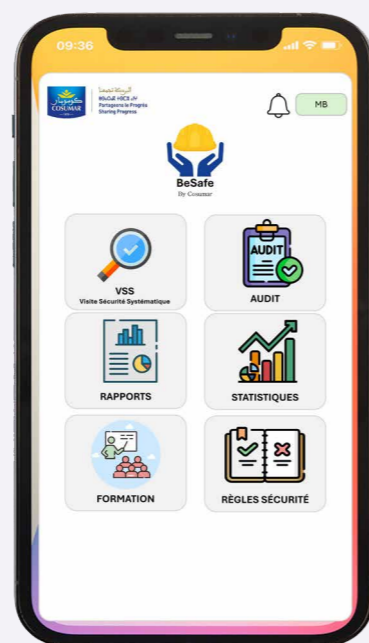 09:36
كوسومار
COSUMAR
Partageons le Progrès
Sharing Progress
MB
BeSafe
By Cosumar
VSS
Visite Sécurité Systématique
AUDIT
AUDIT
RAPPORTS
STATISTIQUES
FORMATION
RÈGLES SÉCURITÉ